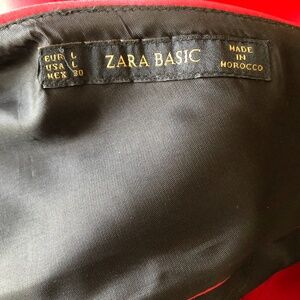 EUR L
USA L
MEX 30
ZARA BASIC
MADE
IN
MOROCCO